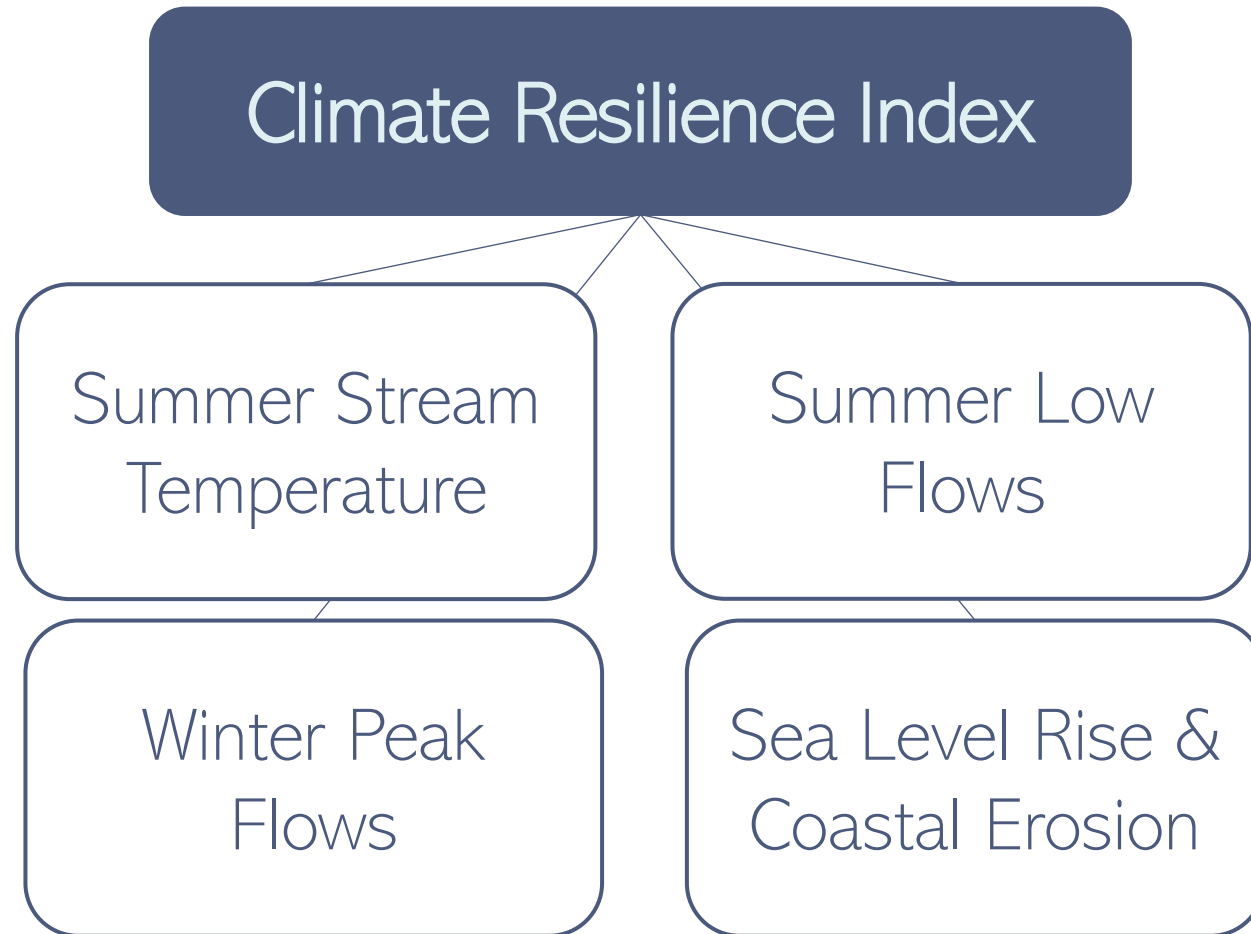 Climate Resilience Index
Summer Stream
Temperature
Summer Low
Flows
Winter Peak
Flows
Sea Level Rise &
Coastal Erosion